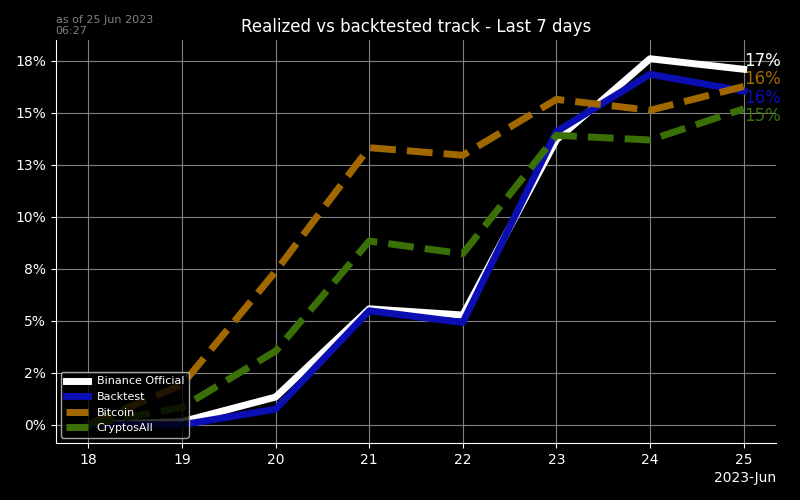 as of 25 Jun 2023
06:27
Realized vs backtested track - Last 7 days
18%
15%
13%
10%
8%
5%
2%
0%
17%
16%
16%
15%
Binance Official
Backtest
Bitcoin
CryptosAll
18 19 20 21 22 23 24 25
2023-Jun